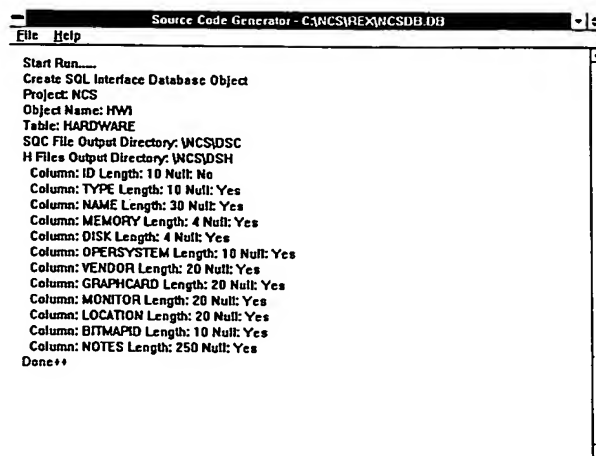 Source Code Generator - C:\NCS\REX\NCSDB.DB
File Help
Start Run.....
Create SQL Interface Database Object
Project: NCS
Object Name: HWI
Table: HARDWARE
SQC File Output Directory: \NCS\DSC
H Files Output Directory: \NCS\DSH
Column: ID Length: 10 Null: No
Column: TYPE Length: 10 Null: Yes
Column: NAME Length: 30 Null: Yes
Column: MEMORY Length: 4 Null: Yes
Column: DISK Length: 4 Null: Yes
Column: OPERSYSTEM Length: 10 Null: Yes
Column: VENDOR Length: 20 Null: Yes
Column: GRAPHCARD Length: 20 Null: Yes
Column: MONITOR Length: 20 Null: Yes
Column: LOCATION Length: 20 Null: Yes
Column: BITMAPID Length: 10 Null: Yes
Column: NOTES Length: 250 Null: Yes
Done++